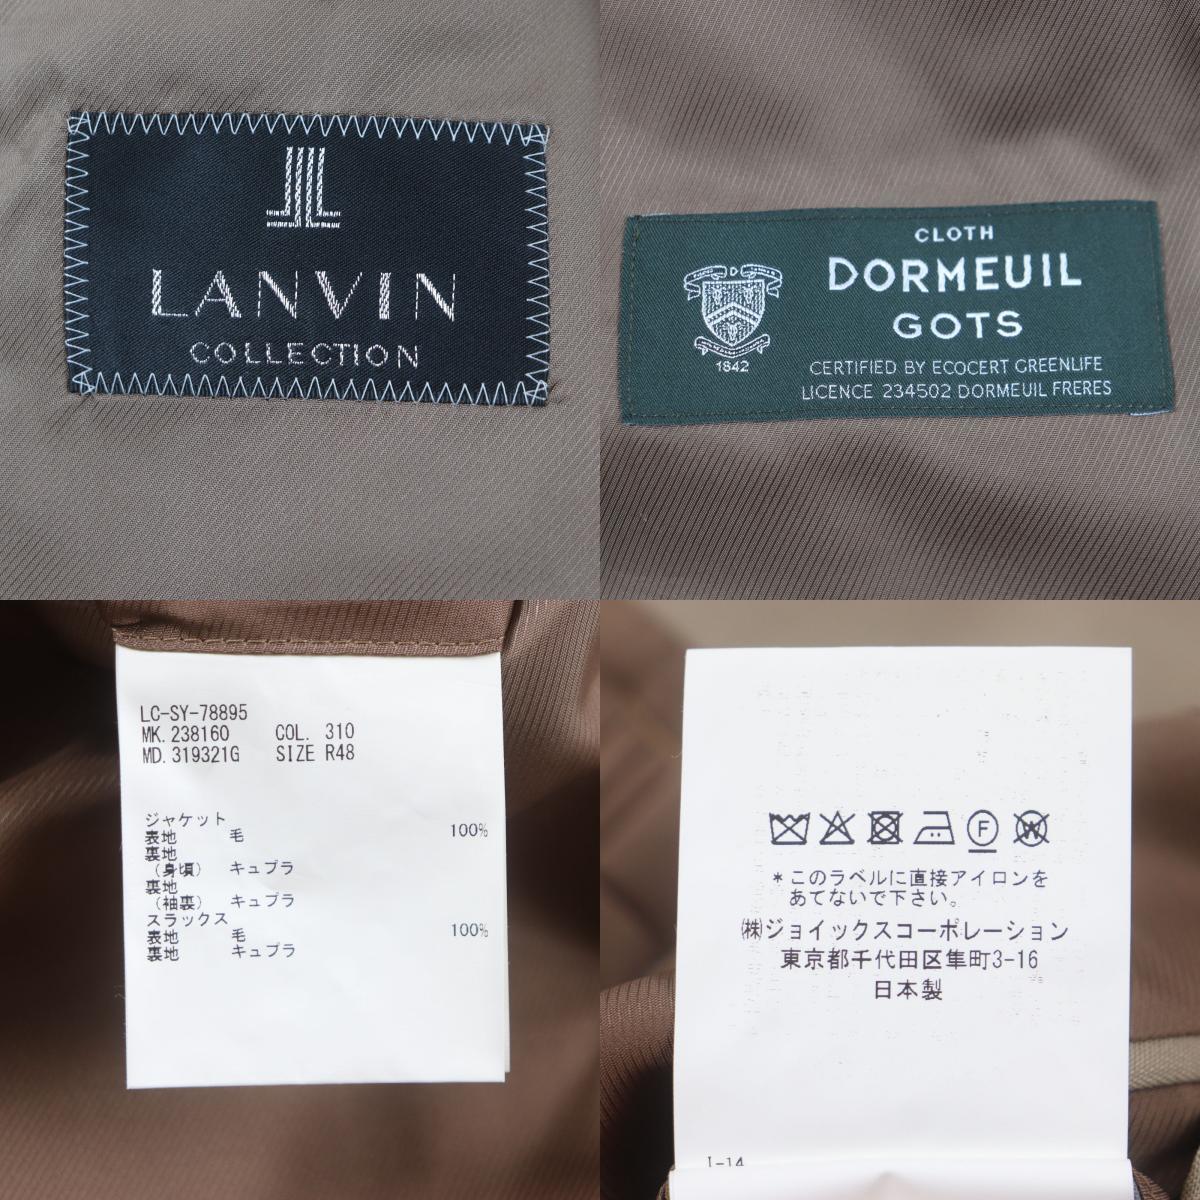 LANVIN
COLLECTION
CLOTH
DORMEUIL
GOTS
1842
CERTIFIED BY ECOCERT GREENLIFE
LICENCE 234502 DORMEUIL FRERES
LC-SY-78895
MK. 238160 COL. 310
MD. 319321G SIZE R48
ジャケット
表地 毛 100%
裏地
(身頃) キュプラ
裏地
(袖裏) キュプラ
スラックス
表地 毛 100%
裏地 キュプラ
F
W
*このラベルに直接アイロンを
あてないで下さい。
㈱ジョイックスコーポレーション
東京都千代田区隼町3-16
日本製
I-14